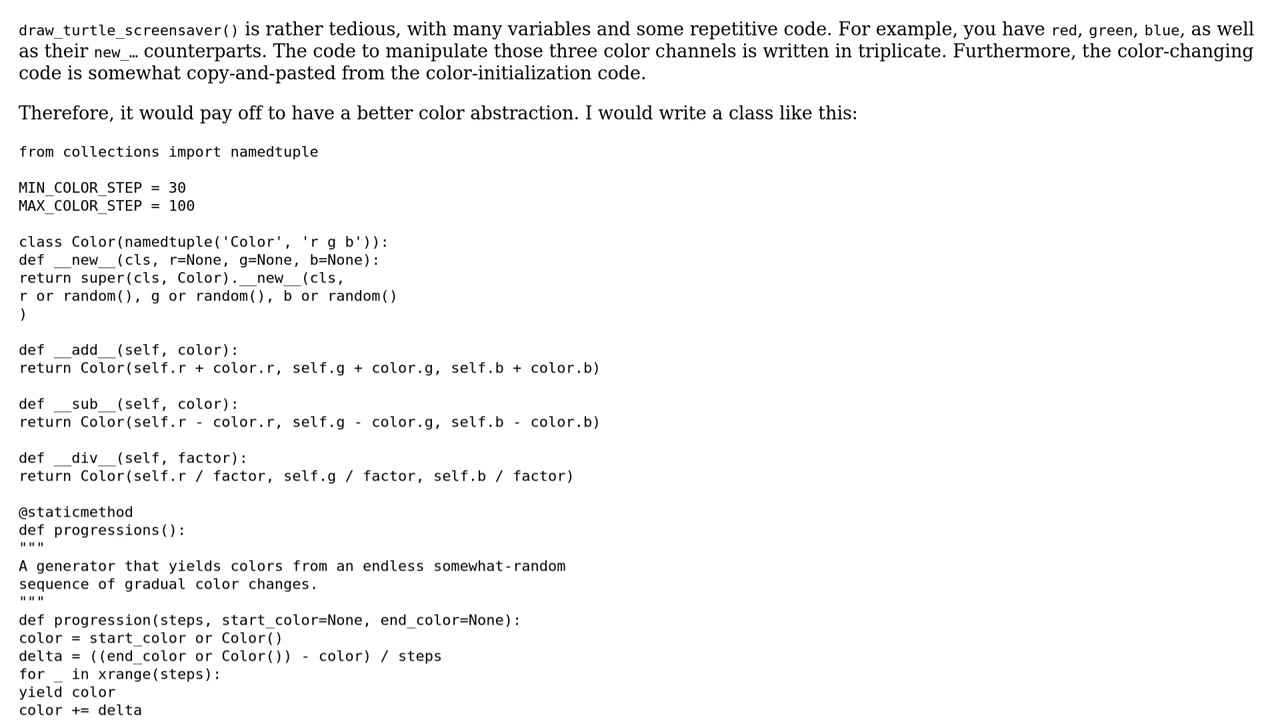 draw_turtle_screensaver() is rather tedious, with many variables and some repetitive code. For example, you have red, green, blue, as well
as their new_… counterparts. The code to manipulate those three color channels is written in triplicate. Furthermore, the color-changing
code is somewhat copy-and-pasted from the color-initialization code.
Therefore, it would pay off to have a better color abstraction. I would write a class like this:
from collections import namedtuple
MIN_COLOR_STEP = 30
MAX_COLOR_STEP = 100
class Color(namedtuple('Color', 'r g b')):
def __new__(cls, r=None, g=None, b=None):
return super(cls, Color).__new__(cls,
r or random(), g or random(), b or random()
)
def __add__(self, color):
return Color(self.r + color.r, self.g + color.g, self.b + color.b)
def __sub__(self, color):
return Color(self.r - color.r, self.g - color.g, self.b - color.b)
def __div__(self, factor):
return Color(self.r / factor, self.g / factor, self.b / factor)
@staticmethod
def progressions():
"""
A generator that yields colors from an endless somewhat-random
sequence of gradual color changes.
"""
def progression(steps, start_color=None, end_color=None):
color = start_color or Color()
delta = ((end_color or Color()) - color) / steps
for _ in xrange(steps):
yield color
color += delta